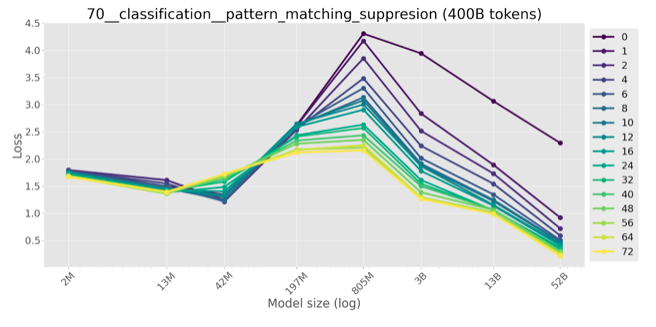 70__classification__pattern_matching_suppresion (400B tokens)
4.5
4.0
3.5
3.0
2.5
2.0
1.5
1.0
0.5
Loss
2M
13M
42M
197M
805M
3B
13B
52B
Model size (log)
0
1
2
4
6
8
10
12
16
24
32
40
48
56
64
72